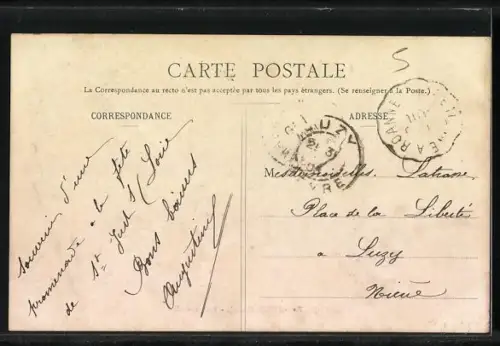 5
CARTE POSTALE
La Correspondance au recto n'est pas acceptée par tous les pays étrangers. (Se renseigner à la Poste.)
CORRESPONDANCE
ADRESSE
A ROANNE
LUZY
NIEVRE
souvenir d'une
promenade à la fête
de St Just s/ Loire
Bons baisers
Augustine
Mesdemoiselles
Place de la Liberté
a Luzy
Nièvre